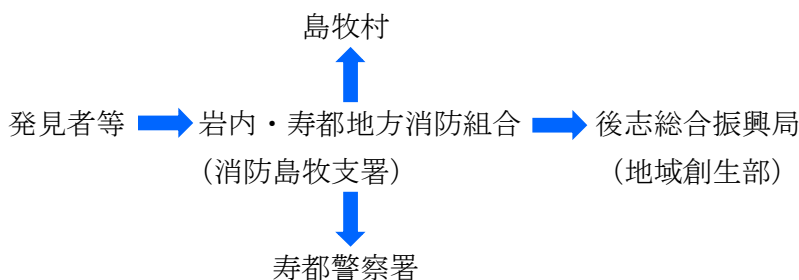 島牧村
発見者等
岩内・寿都地方消防組合
後志総合振興局
（消防島牧支署）
（地域創生部）
寿都警察署